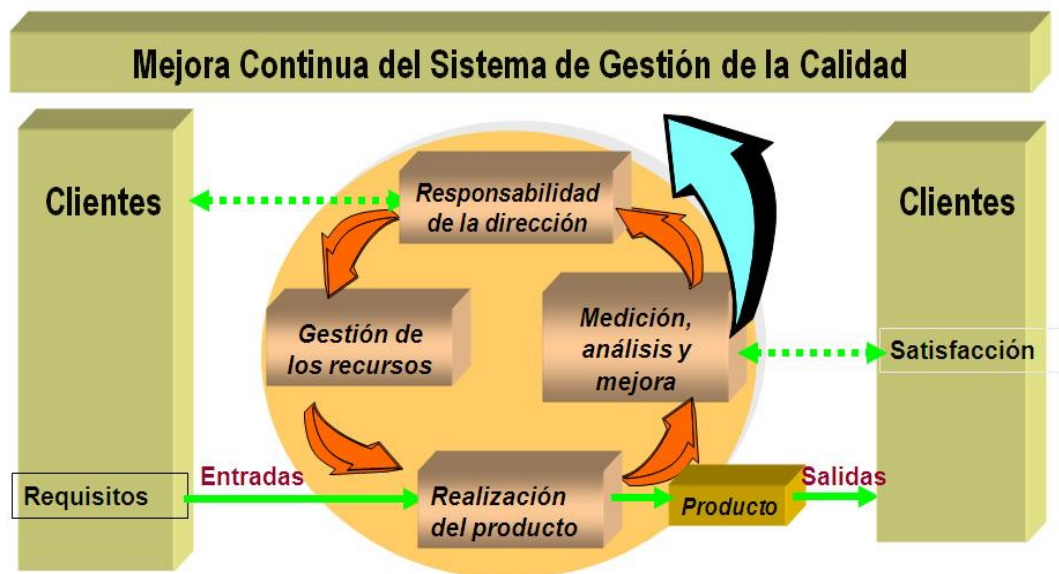 Mejora Continua del Sistema de Gestión de la Calidad
Clientes
Responsabilidad
de la dirección
Clientes
Gestión de
los recursos
Medición,
análisis y
mejora
Satisfacción
Requisitos
Entradas
Realización
del producto
Producto
Salidas